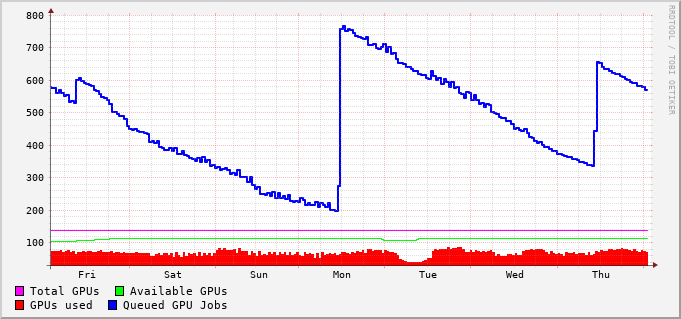 800
700
600
500
400
300
200
100
Fri Sat Sun Mon Tue Wed Thu
Total GPUs Available GPUs
GPUs used Queued GPU Jobs
RRDTOOL / TOBI OETIKER